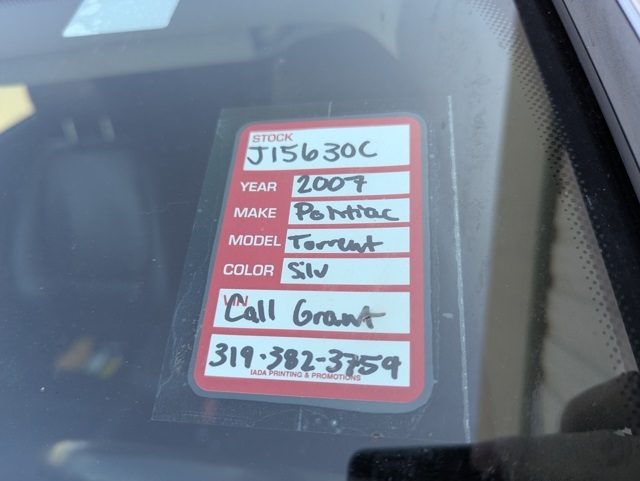 STOCK
J15630C
YEAR 2007
MAKE Pontiac
MODEL Torrent
COLOR Silv
VIN
Call Grant
319-382-3759
IADA PRINTING & PROMOTIONS